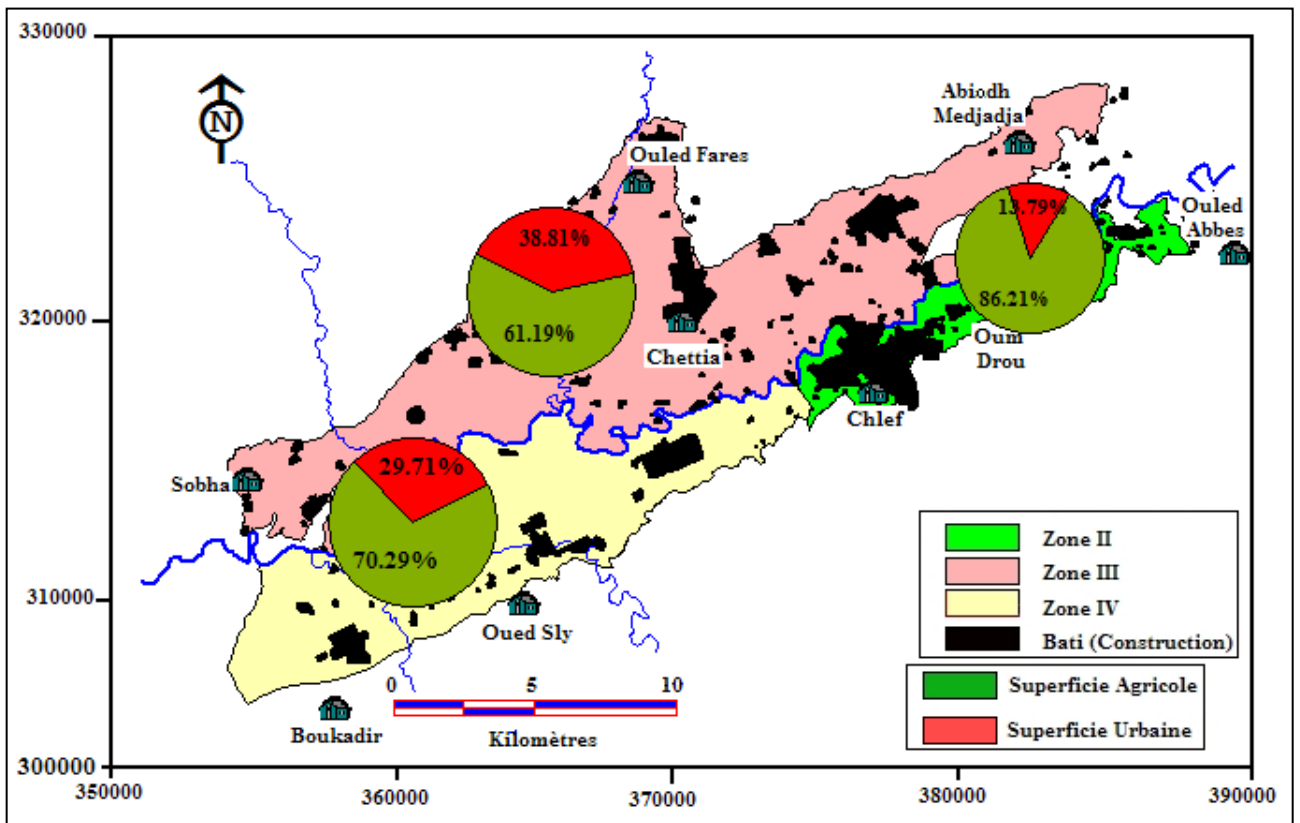 330000
320000
310000
300000
350000
360000
370000
380000
390000
N
Abiodh
Medjadja
Ouled Fares
Ouled
Abbes
38.81%
61.19%
13.79%
86.21%
Chettia
Oum
Drou
Chlef
Sobha
29.71%
70.29%
Oued Sly
Boukadir
0 5 10
Kilomètres
Zone II
Zone III
Zone IV
Bati (Construction)
Superficie Agricole
Superficie Urbaine